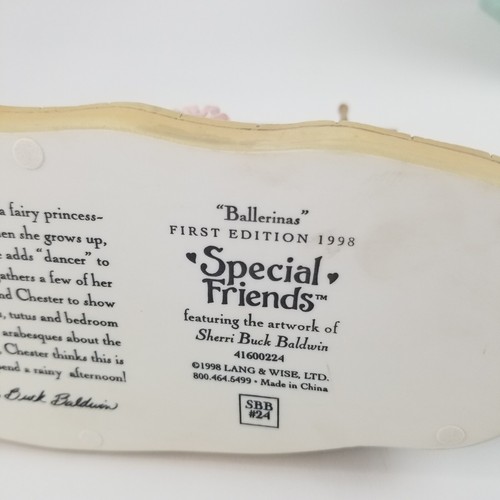 a fairy princess-
en she grows up,
adds "dancer" to
athers a few of her
nd Chester to show
, tutus and bedroom
arabesques about the
Chester thinks this is
end a rainy afternoon!
Buck Baldwin
"Ballerinas"
FIRST EDITION 1998
Special
Friends™
featuring the artwork of
Sherri Buck Baldwin
41600224
©1998 LANG & WISE, LTD.
800.464.6499 • Made in China
SBB
#24